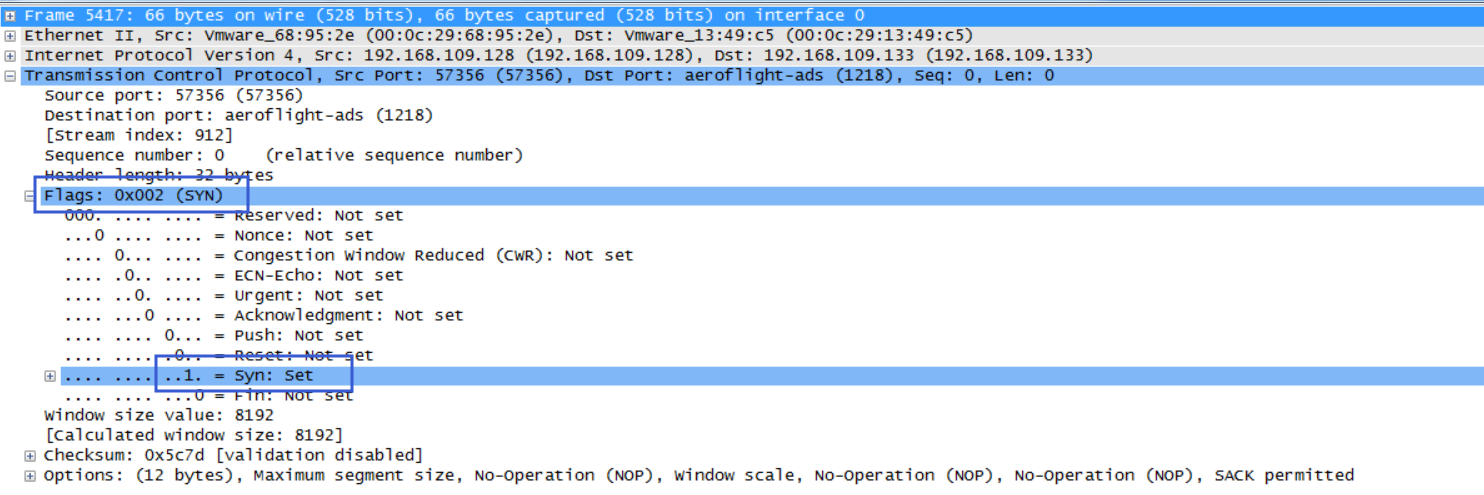 Frame 5417: 66 bytes on wire (528 bits), 66 bytes captured (528 bits) on interface 0
Ethernet II, Src: Vmware_68:95:2e (00:0c:29:68:95:2e), Dst: Vmware_13:49:c5 (00:0c:29:13:49:c5)
Internet Protocol Version 4, Src: 192.168.109.128 (192.168.109.128), Dst: 192.168.109.133 (192.168.109.133)
Transmission Control Protocol, Src Port: 57356 (57356), Dst Port: aeroflight-ads (1218), Seq: 0, Len: 0
Source port: 57356 (57356)
Destination port: aeroflight-ads (1218)
[Stream index: 912]
Sequence number: 0    (relative sequence number)
Header length: 32 bytes
Flags: 0x002 (SYN)
000. .... .... = Reserved: Not set
...0 .... .... = Nonce: Not set
.... 0... .... = Congestion Window Reduced (CWR): Not set
.... .0.. .... = ECN-Echo: Not set
.... ..0. .... = Urgent: Not set
.... ...0 .... = Acknowledgment: Not set
.... .... 0... = Push: Not set
.... .... .0.. = Reset: Not set
.... .... ..1. = Syn: Set
.... .... ...0 = Fin: Not set
Window size value: 8192
[Calculated window size: 8192]
Checksum: 0x5c7d [validation disabled]
Options: (12 bytes), Maximum segment size, No-Operation (NOP), Window scale, No-Operation (NOP), No-Operation (NOP), SACK permitted